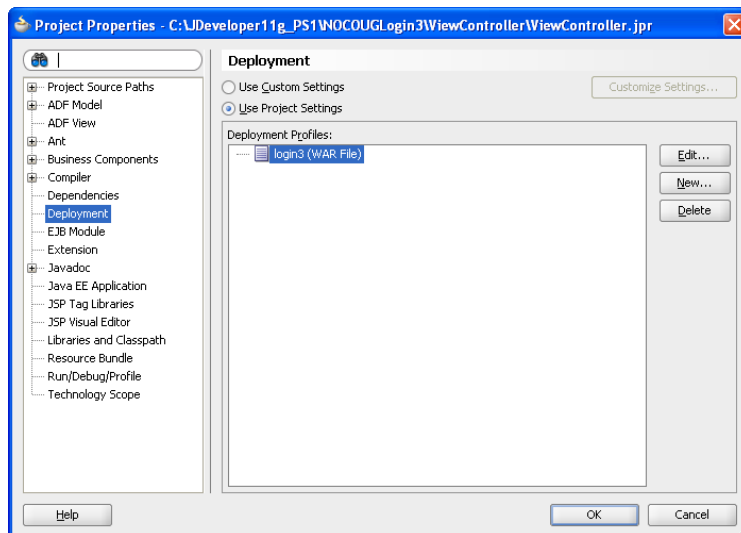 Project Properties - C:\JDeveloper11g_PS1\NOCOUGLogin3\ViewController\ViewController.jpr
Project Source Paths
ADF Model
ADF View
Ant
Business Components
Compiler
Dependencies
Deployment
EJB Module
Extension
Javadoc
Java EE Application
JSP Tag Libraries
JSP Visual Editor
Libraries and Classpath
Resource Bundle
Run/Debug/Profile
Technology Scope
Deployment
Use Custom Settings
Customize Settings...
Use Project Settings
Deployment Profiles:
login3 (WAR File)
Edit...
New...
Delete
Help
OK
Cancel